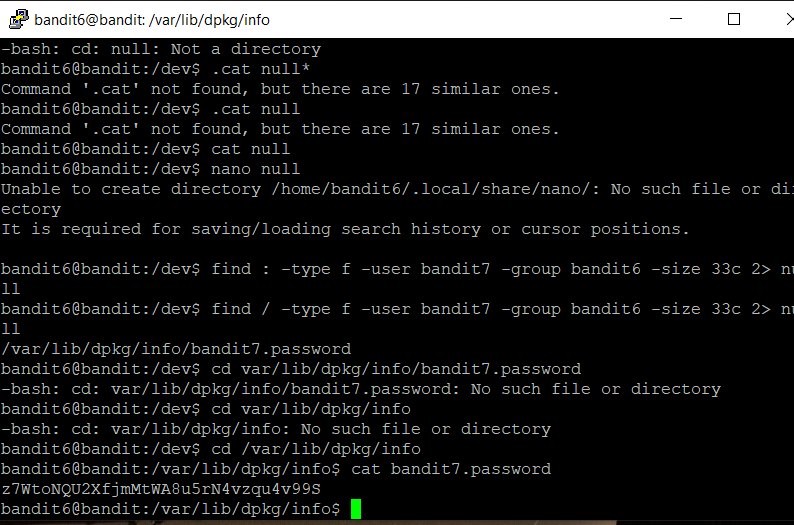 bandit6@bandit: /var/lib/dpkg/info
-bash: cd: null: Not a directory
bandit6@bandit:/dev$ .cat null*
Command '.cat' not found, but there are 17 similar ones.
bandit6@bandit:/dev$ .cat null
Command '.cat' not found, but there are 17 similar ones.
bandit6@bandit:/dev$ cat null
bandit6@bandit:/dev$ nano null
Unable to create directory /home/bandit6/.local/share/nano/: No such file or dir
ectory
It is required for saving/loading search history or cursor positions.
bandit6@bandit:/dev$ find : -type f -user bandit7 -group bandit6 -size 33c 2> nu
ll
bandit6@bandit:/dev$ find / -type f -user bandit7 -group bandit6 -size 33c 2> nu
ll
/var/lib/dpkg/info/bandit7.password
bandit6@bandit:/dev$ cd var/lib/dpkg/info/bandit7.password
-bash: cd: var/lib/dpkg/info/bandit7.password: No such file or directory
bandit6@bandit:/dev$ cd var/lib/dpkg/info
-bash: cd: var/lib/dpkg/info: No such file or directory
bandit6@bandit:/dev$ cd /var/lib/dpkg/info
bandit6@bandit:/var/lib/dpkg/info$ cat bandit7.password
z7WtoNQU2XfjmMtWA8u5rN4vzqu4v99S
bandit6@bandit:/var/lib/dpkg/info$